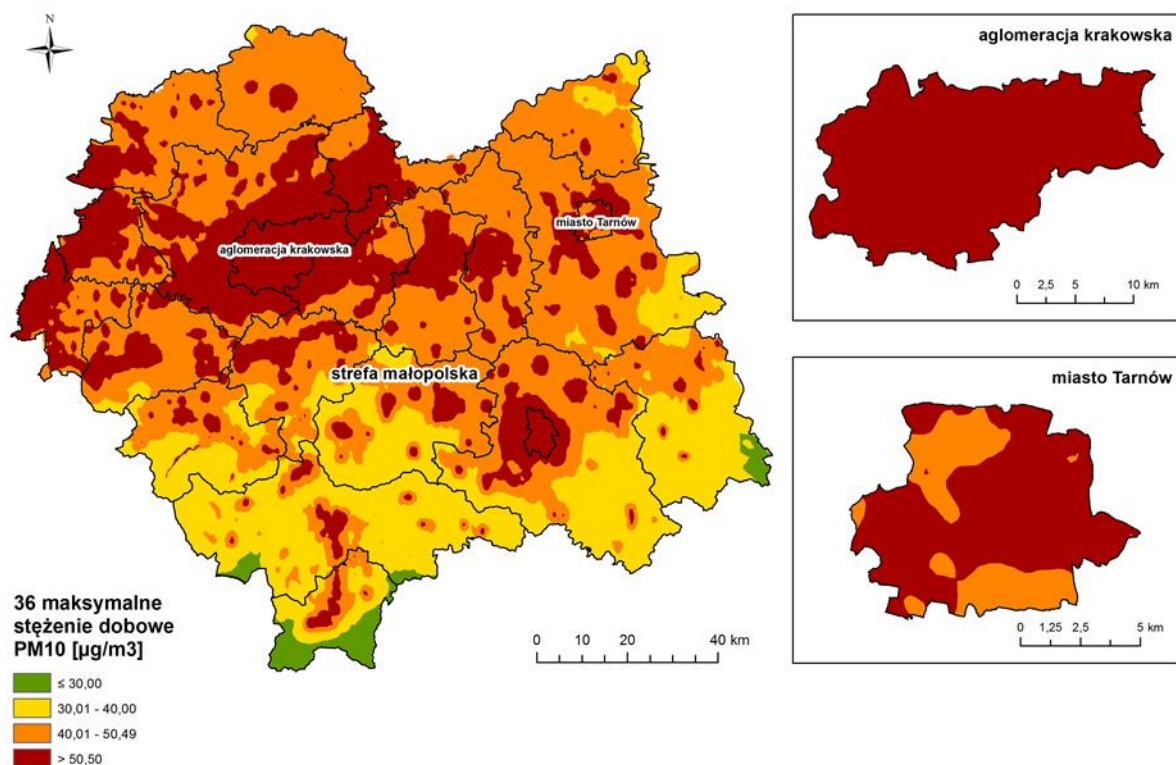 N
aglomeracja krakowska
miasto Tarnów
strefa małopolska
36 maksymalne
stężenie dobowe
PM10 [µg/m3]
≤ 30,00
30,01 - 40,00
40,01 - 50,49
> 50,50
0 10 20 40 km
aglomeracja krakowska
0 2,5 5 10 km
miasto Tarnów
0 1,25 2,5 5 km